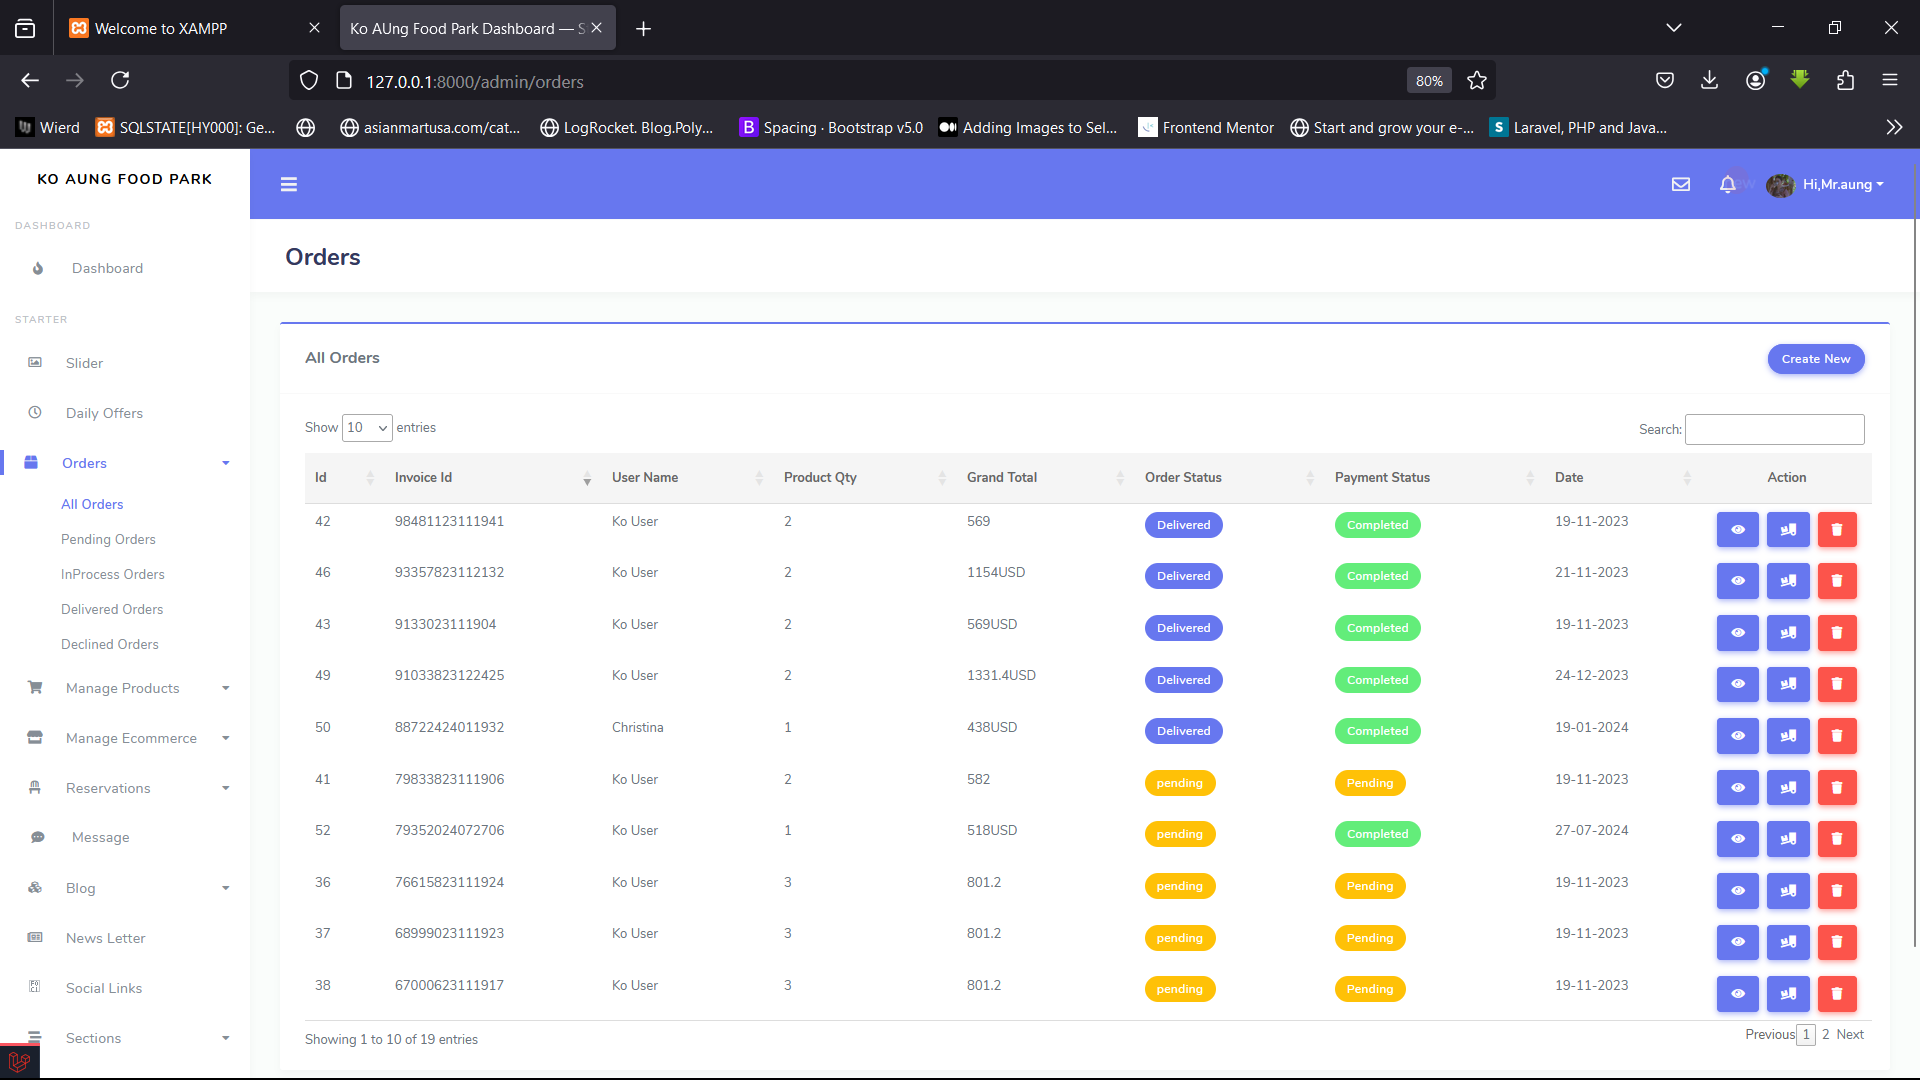 Welcome to XAMPP
Ko AUng Food Park Dashboard — S
127.0.0.1:8000/admin/orders
80%
Wierd
SQLSTATE[HY000]: Ge...
asianmartusa.com/cat...
LogRocket. Blog.Poly...
B Spacing · Bootstrap v5.0
Adding Images to Sel...
Frontend Mentor
Start and grow your e-...
S Laravel, PHP and Java...
KO AUNG FOOD PARK
Hi,Mr.aung
DASHBOARD
Dashboard
STARTER
Slider
Daily Offers
Orders
All Orders
Pending Orders
InProcess Orders
Delivered Orders
Declined Orders
Manage Products
Manage Ecommerce
Reservations
Message
Blog
News Letter
Social Links
Sections
Orders
All Orders
Create New
Show 10 entries
Search:
Id Invoice Id User Name Product Qty Grand Total Order Status Payment Status Date Action
42 98481123111941 Ko User 2 569 Delivered Completed 19-11-2023
46 93357823112132 Ko User 2 1154USD Delivered Completed 21-11-2023
43 9133023111904 Ko User 2 569USD Delivered Completed 19-11-2023
49 91033823122425 Ko User 2 1331.4USD Delivered Completed 24-12-2023
50 88722424011932 Christina 1 438USD Delivered Completed 19-01-2024
41 79833823111906 Ko User 2 582 pending Pending 19-11-2023
52 79352024072706 Ko User 1 518USD pending Completed 27-07-2024
36 76615823111924 Ko User 3 801.2 pending Pending 19-11-2023
37 68999023111923 Ko User 3 801.2 pending Pending 19-11-2023
38 67000623111917 Ko User 3 801.2 pending Pending 19-11-2023
Showing 1 to 10 of 19 entries
Previous 1 2 Next